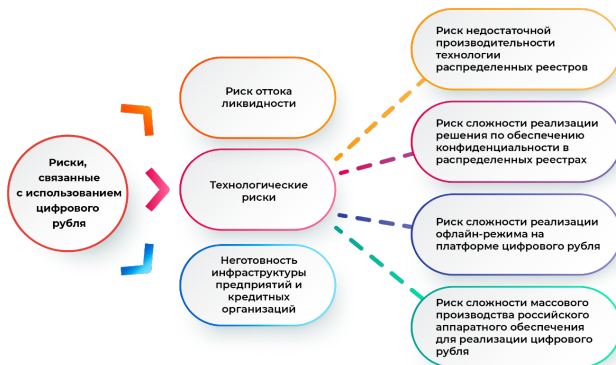 Риски,
связанные
с использованием
цифрового
рубля
Риск оттока
ликвидности
Технологические
риски
Неготовность
инфраструктуры
предприятий и
кредитных
организаций
Риск недостаточной
производительности
технологии
распределенных реестров
Риск сложности реализации
решения по обеспечению
конфиденциальности в
распределенных реестрах
Риск сложности реализации
офлайн-режима на
платформе цифрового рубля
Риск сложности массового
производства российского
аппаратного обеспечения
для реализации цифрового
рубля